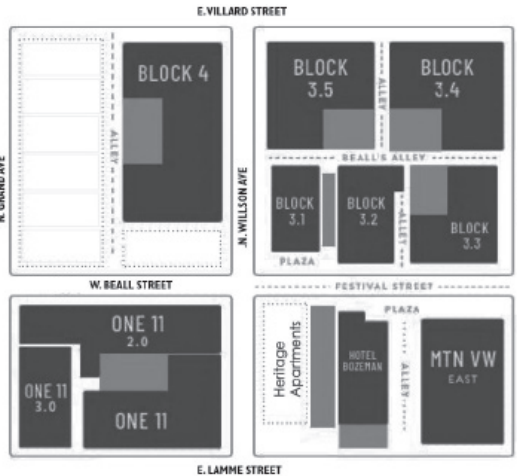 E. VILLARD STREET
BLOCK 4
ALLEY
BLOCK
3.5
ALLEY
BLOCK
3.4
N. GRAND AVE
.N. WILLSON AVE
BEALL'S ALLEY
BLOCK
3.1
BLOCK
3.2
ALLEY
BLOCK
3.3
PLAZA
W. BEALL STREET
FESTIVAL STREET
ONE 11
2.0
ONE 11
3.0
ONE 11
Heritage
Apartments
PLAZA
HOTEL
BOZEMAN
ALLEY
MTN VW
EAST
E. LAMME STREET